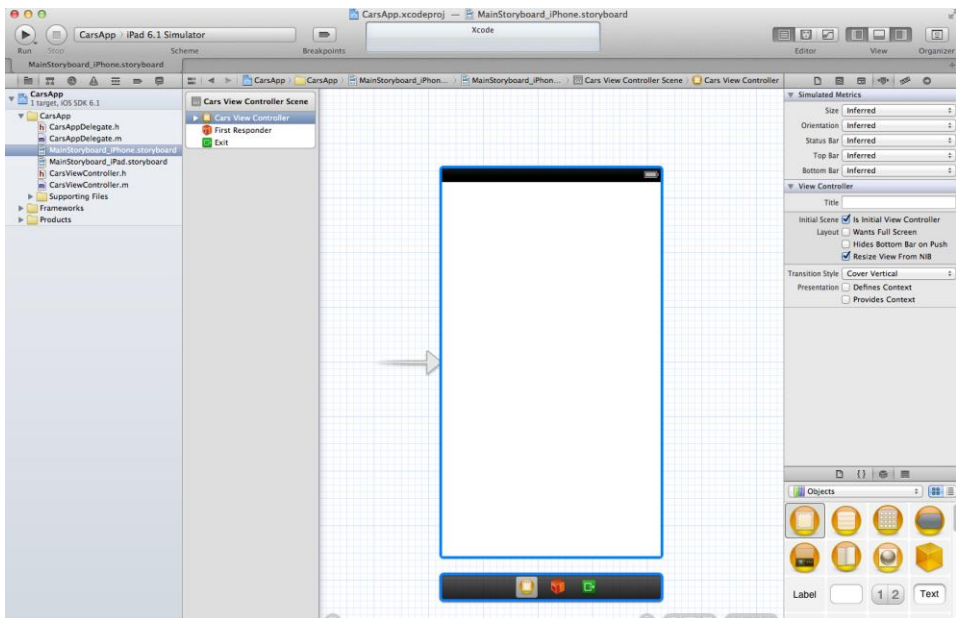 CarsApp.xcodeproj — MainStoryboard_iPhone.storyboard
CarsApp iPad 6.1 Simulator
Xcode
Run Stop Scheme Breakpoints Editor View Organizer
MainStoryboard_iPhone.storyboard
CarsApp CarsApp MainStoryboard_iPhon... MainStoryboard_iPhon... Cars View Controller Scene Cars View Controller
CarsApp
1 target, iOS SDK 6.1
CarsApp
CarsAppDelegate.h
CarsAppDelegate.m
MainStoryboard_iPhone.storyboard
MainStoryboard_iPad.storyboard
CarsViewController.h
CarsViewController.m
Supporting Files
Frameworks
Products
Cars View Controller Scene
Cars View Controller
First Responder
Exit
Simulated Metrics
Size Inferred
Orientation Inferred
Status Bar Inferred
Top Bar Inferred
Bottom Bar Inferred
View Controller
Title
Initial Scene Is Initial View Controller
Layout Wants Full Screen
Hides Bottom Bar on Push
Resize View From NIB
Transition Style Cover Vertical
Presentation Defines Context
Provides Context
{}
Objects
Label 1 2 Text